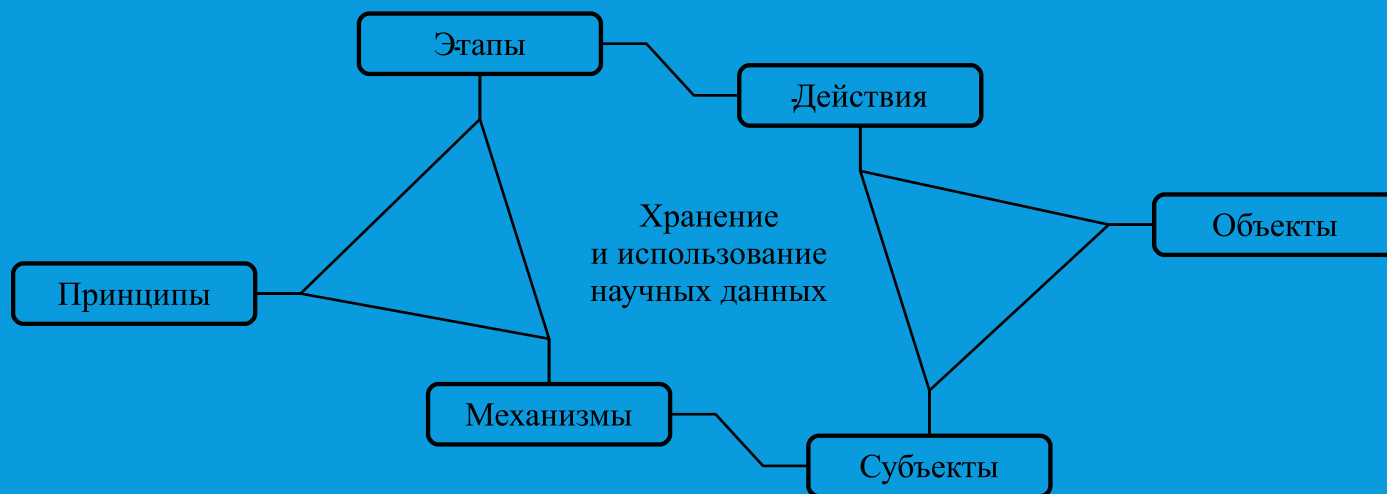 Этапы
Действия
Хранение
и использование
научных данных
Объекты
Принципы
Механизмы
Субъекты